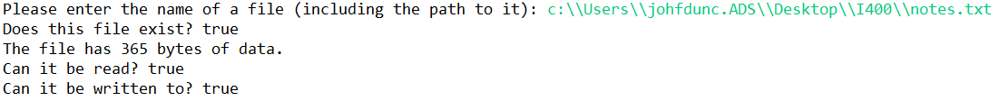 Please enter the name of a file (including the path to it): c:\\Users\\johfdunc.ADS\\Desktop\\I400\\notes.txt
Does this file exist? true
The file has 365 bytes of data.
Can it be read? true
Can it be written to? true